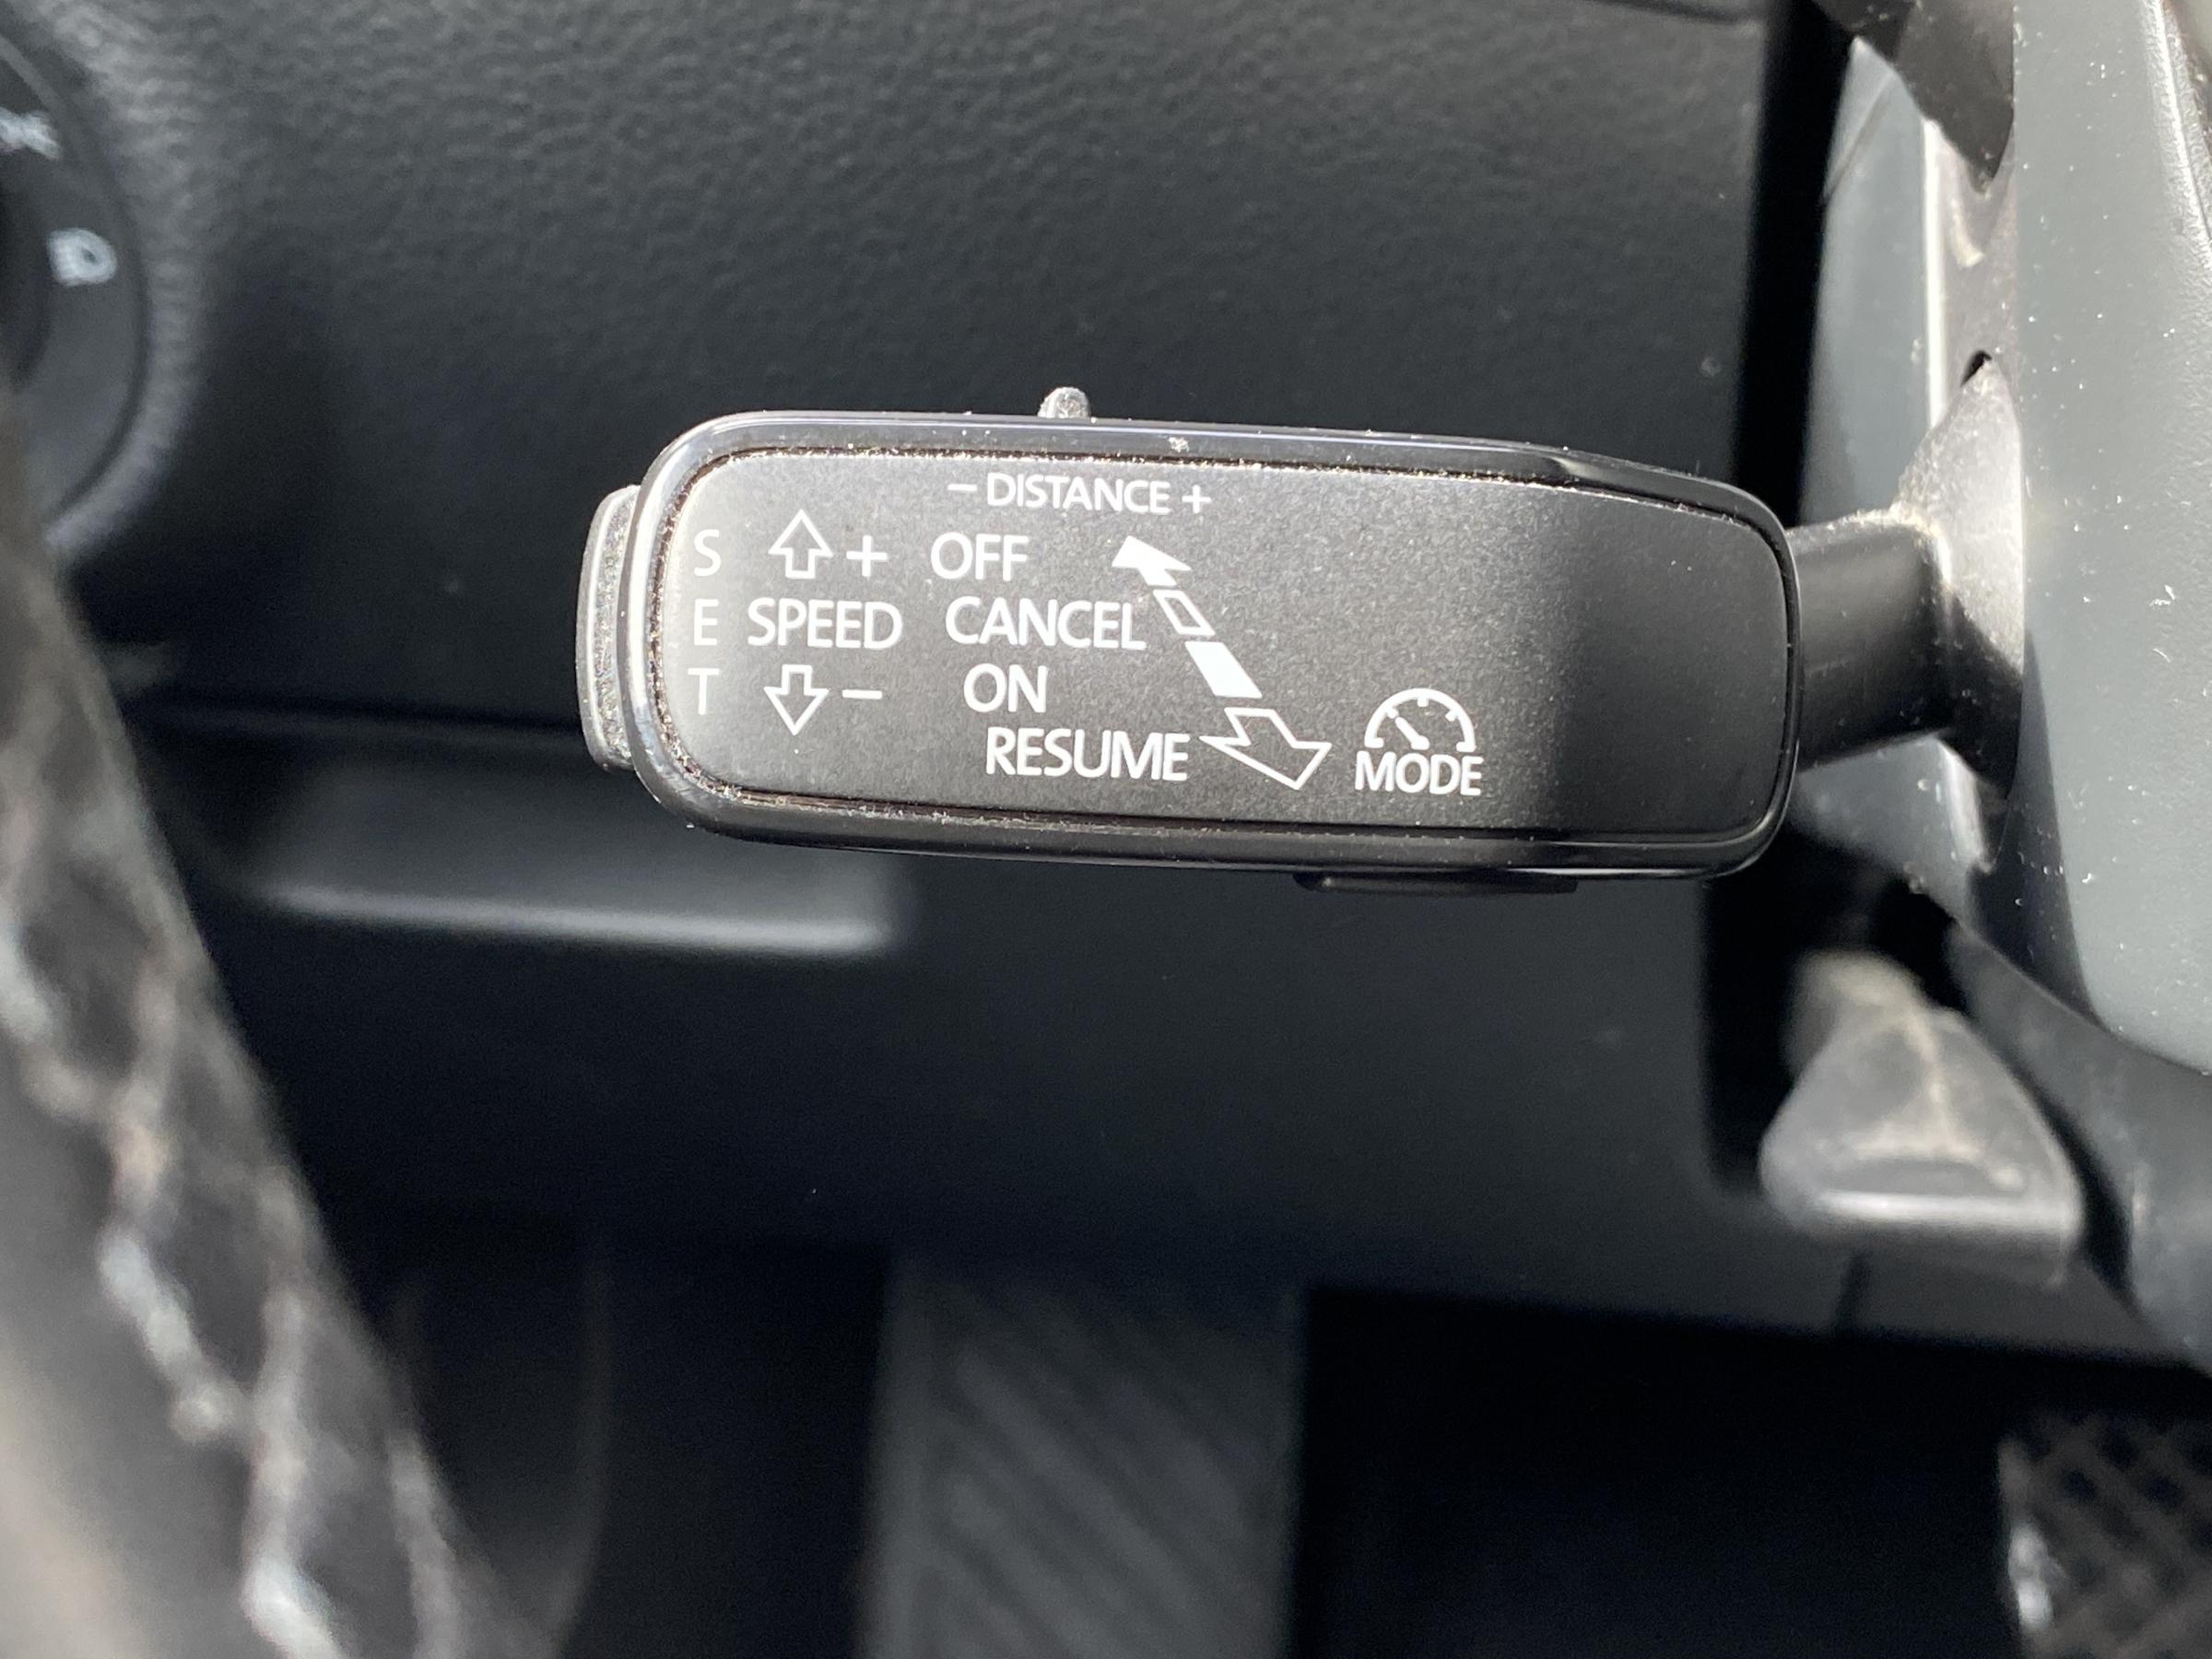 – DISTANCE +
S + OFF
E SPEED CANCEL
T – ON
RESUME
MODE